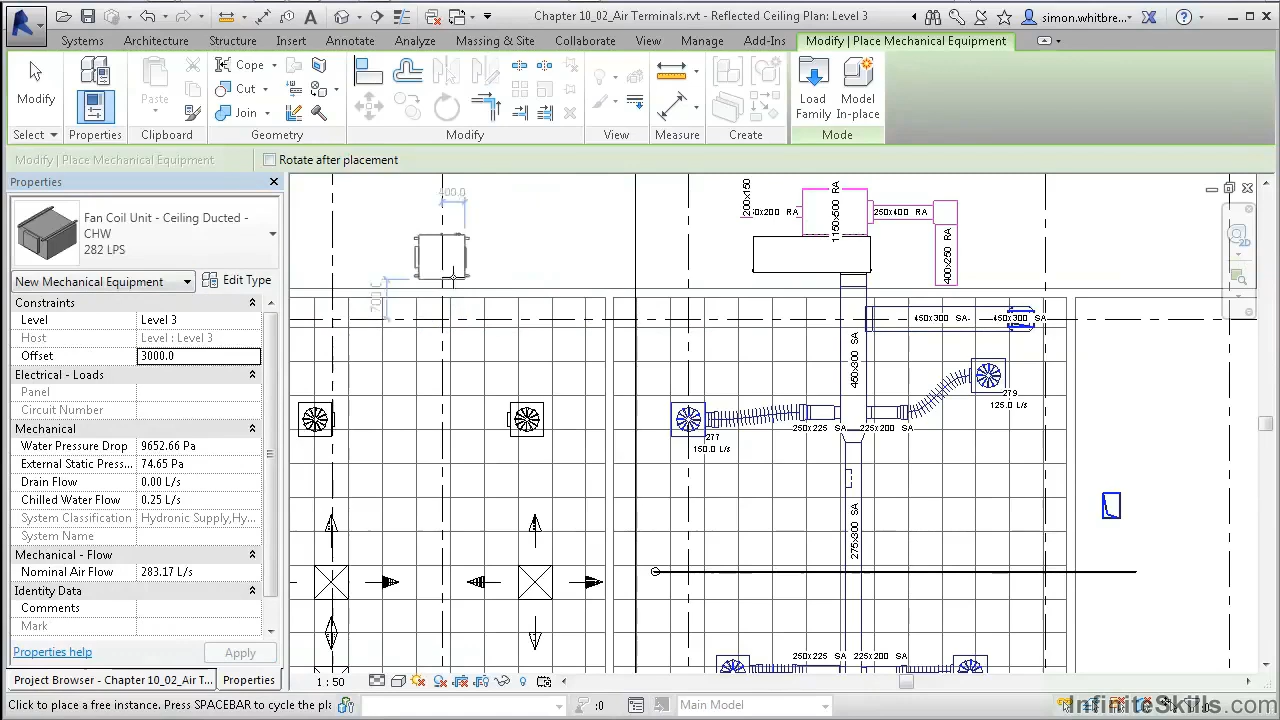 Chapter 10_02_Air Terminals.rvt - Reflected Ceiling Plan: Level 3
simon.whitbre...
Systems
Architecture
Structure
Insert
Annotate
Analyze
Massing & Site
Collaborate
View
Manage
Add-Ins
Modify | Place Mechanical Equipment
Modify
Paste
Cope
Cut
Join
Load Family
Model In-place
Select
Properties
Clipboard
Geometry
Modify
View
Measure
Create
Mode
Modify | Place Mechanical Equipment
Rotate after placement
Properties
Fan Coil Unit - Ceiling Ducted - CHW
282 LPS
New Mechanical Equipment
Edit Type
Constraints
Level Level 3
Host Level : Level 3
Offset 3000.0
Electrical - Loads
Panel
Circuit Number
Mechanical
Water Pressure Drop 9652.66 Pa
External Static Press... 74.65 Pa
Drain Flow 0.00 L/s
Chilled Water Flow 0.25 L/s
System Classification Hydronic Supply,Hy...
System Name
Mechanical - Flow
Nominal Air Flow 283.17 L/s
Identity Data
Comments
Mark
Properties help
Apply
Project Browser - Chapter 10_02_Air T...
Properties
400.0
200x150
1150x500 RA
250x400 RA
400x250 RA
450x300 SA
450x300 SA
450x300 SA
279
125.0 L/s
250x225 SA
225x200 SA
277
150.0 L/s
275x300 SA
250x225 SA
225x200 SA
2D
1 : 50
Click to place a free instance. Press SPACEBAR to cycle the pl
:0
Main Model
InfiniteSkills.com